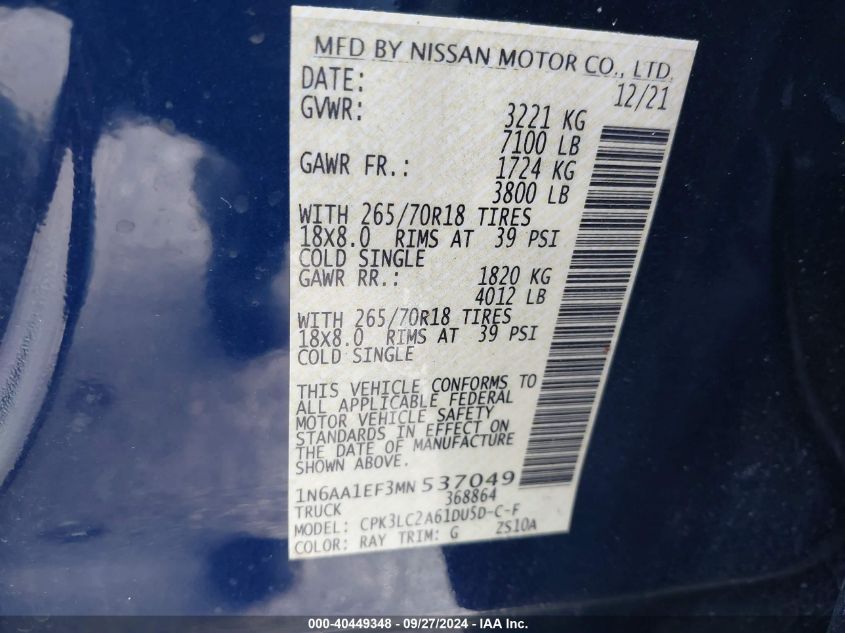 MFD BY NISSAN MOTOR CO., LTD.
DATE: 12/21
GVWR: 3221 KG
7100 LB
GAWR FR.: 1724 KG
3800 LB
WITH 265/70R18 TIRES
18X8.0 RIMS AT 39 PSI
COLD SINGLE
GAWR RR.: 1820 KG
4012 LB
WITH 265/70R18 TIRES
18X8.0 RIMS AT 39 PSI
COLD SINGLE
THIS VEHICLE CONFORMS TO
ALL APPLICABLE FEDERAL
MOTOR VEHICLE SAFETY
STANDARDS IN EFFECT ON
THE DATE OF MANUFACTURE
SHOWN ABOVE.
1N6AA1EF3MN537049
TRUCK 368864
MODEL: CPK3LC2A61DU5D-C-F
COLOR: RAY TRIM: G ZS10A
000-40449348 - 09/27/2024 - IAA Inc.